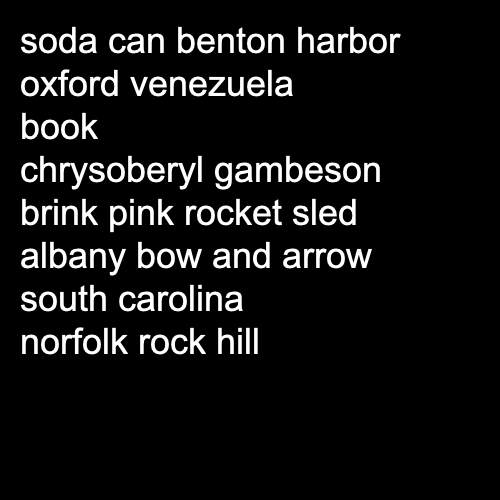 soda can benton harbor
oxford venezuela
book
chrysoberyl gambeson
brink pink rocket sled
albany bow and arrow
south carolina
norfolk rock hill